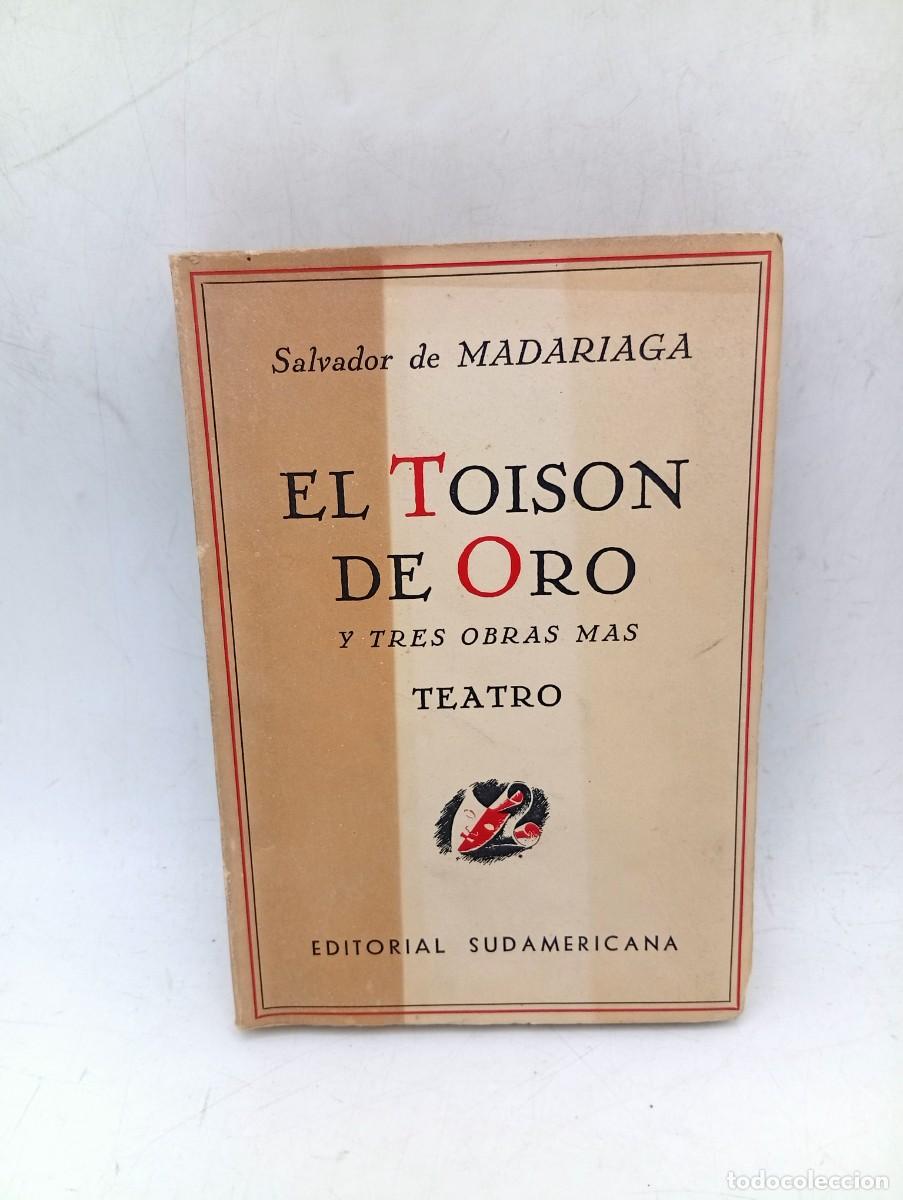 Salvador de MADARIAGA
EL TOISON
DE ORO
Y TRES OBRAS MAS
TEATRO
EDITORIAL SUDAMERICANA
todocoleccion